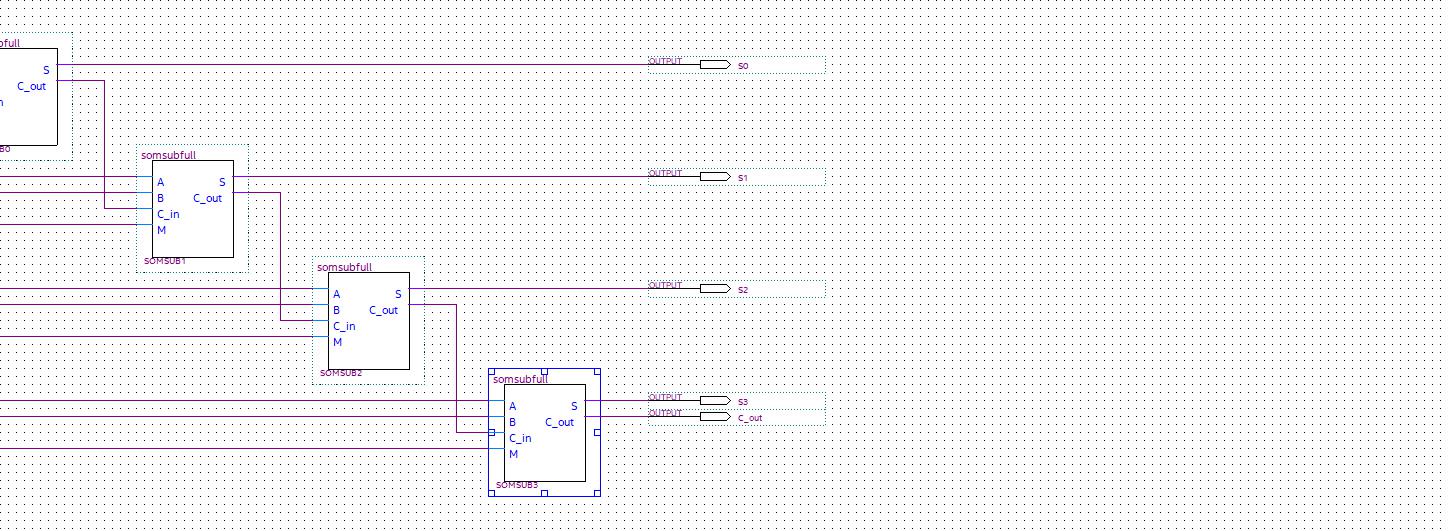 ofull
S
OUTPUT
S0
C_out
n
B0
somsubfull
A
S
OUTPUT
S1
B
C_out
C_in
M
SOMSUB1
somsubfull
A
S
OUTPUT
S2
B
C_out
C_in
M
SOMSUB2
somsubfull
A
S
OUTPUT
S3
B
C_out
OUTPUT
C_out
C_in
M
SOMSUB3